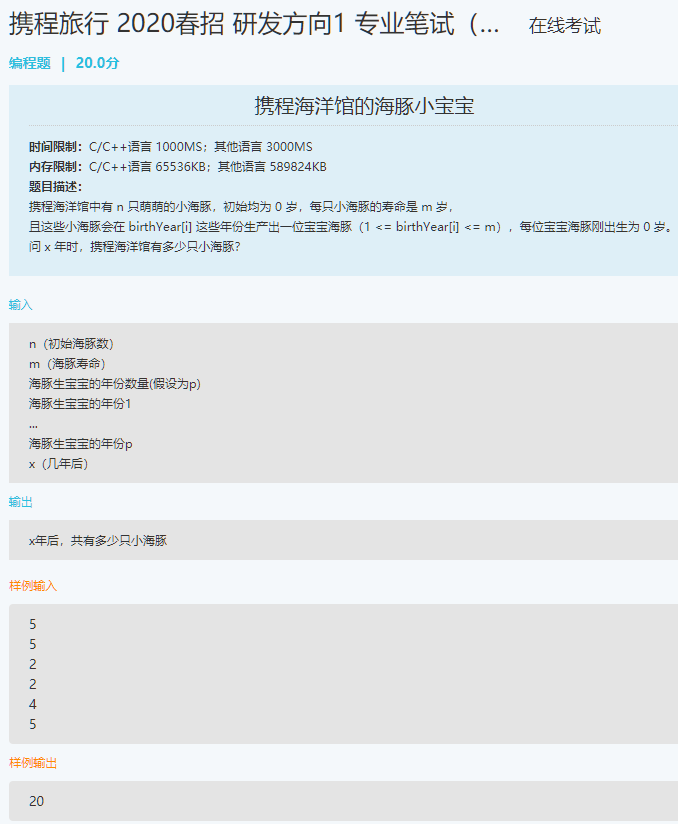 携程旅行 2020春招 研发方向1 专业笔试（... 在线考试
编程题 | 20.0分
携程海洋馆的海豚小宝宝
时间限制：C/C++语言 1000MS；其他语言 3000MS
内存限制：C/C++语言 65536KB；其他语言 589824KB
题目描述：
携程海洋馆中有 n 只萌萌的小海豚，初始均为 0 岁，每只小海豚的寿命是 m 岁，
且这些小海豚会在 birthYear[i] 这些年份生产出一位宝宝海豚（1 <= birthYear[i] <= m），每位宝宝海豚刚出生为 0 岁。
问 x 年时，携程海洋馆有多少只小海豚？
输入
n（初始海豚数）
m（海豚寿命）
海豚生宝宝的年份数量(假设为p)
海豚生宝宝的年份1
...
海豚生宝宝的年份p
x（几年后）
输出
x年后，共有多少只小海豚
样例输入
5
5
2
2
4
5
样例输出
20